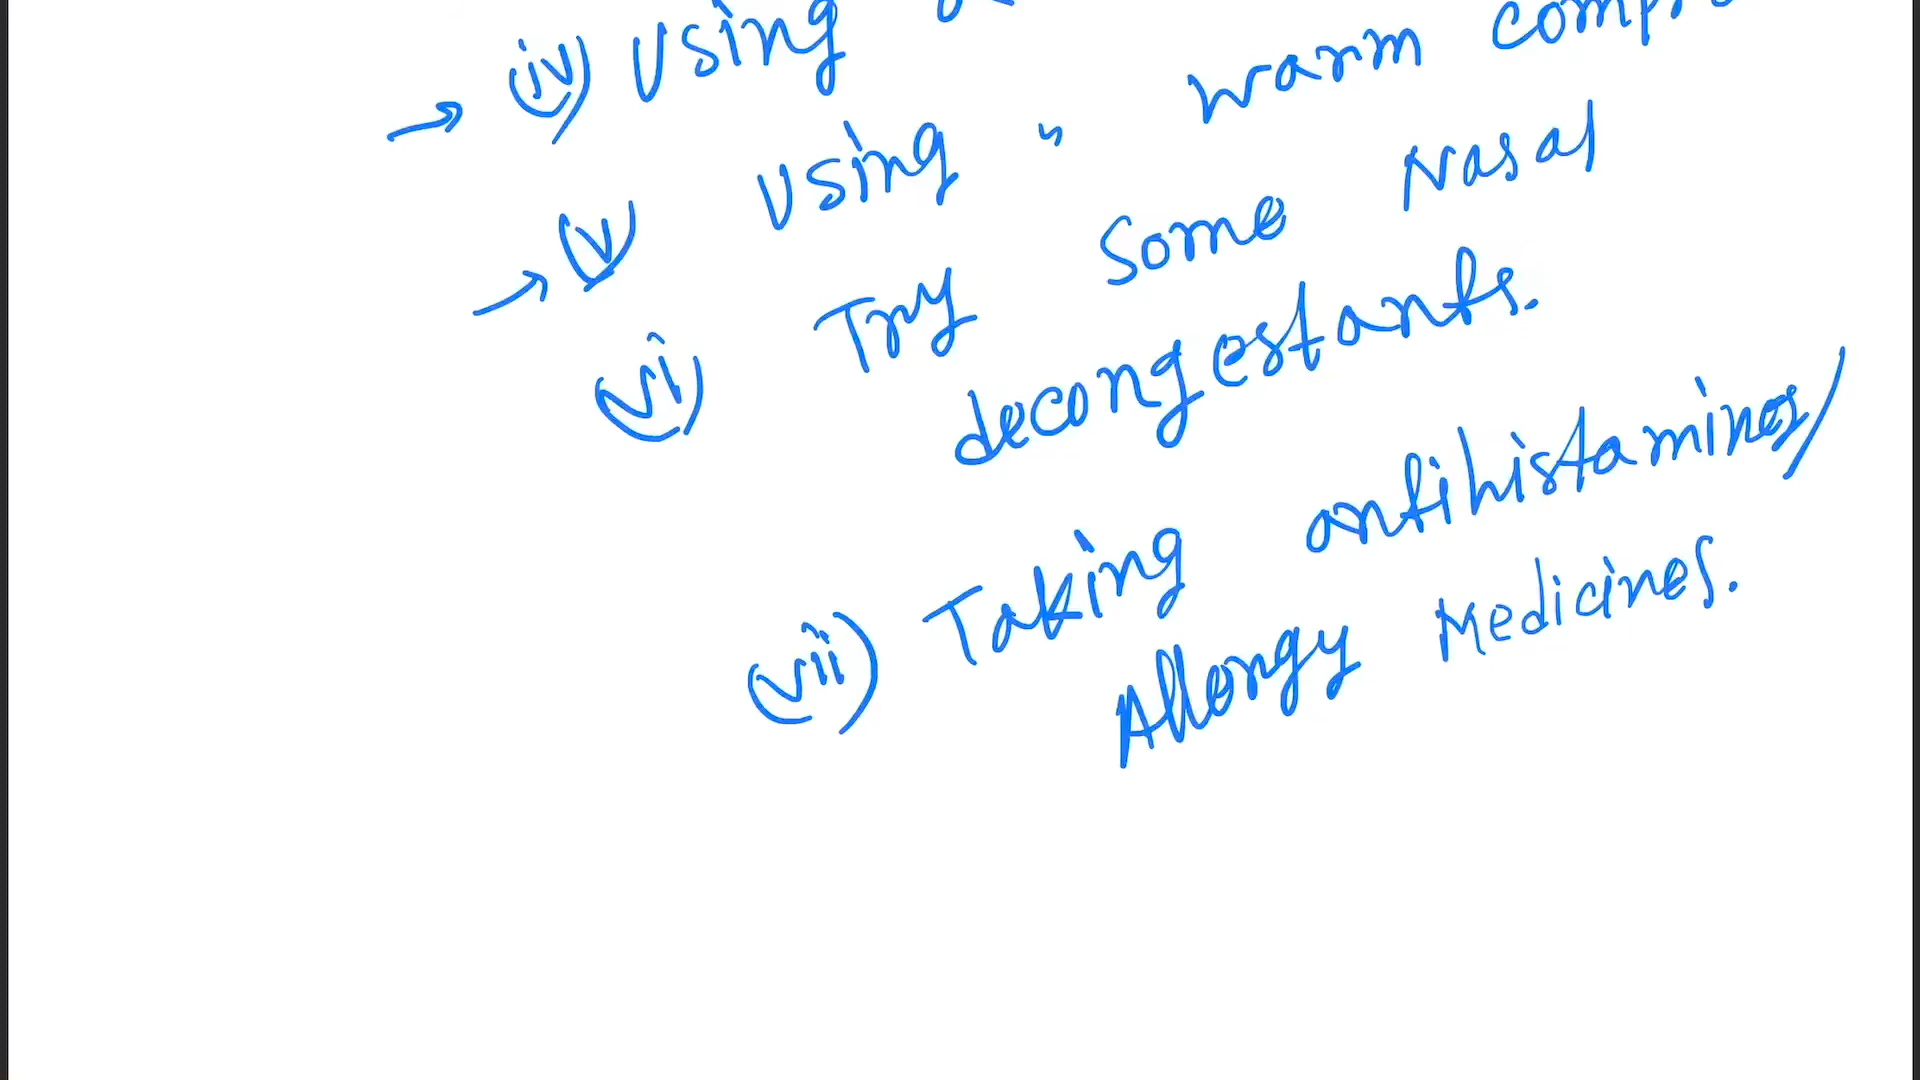 → (iv) Using
→ (v) Using " warm
(vi) Try Some Nasal
decongestants.
(vii) Taking antihistamines/
Allergy Medicines.